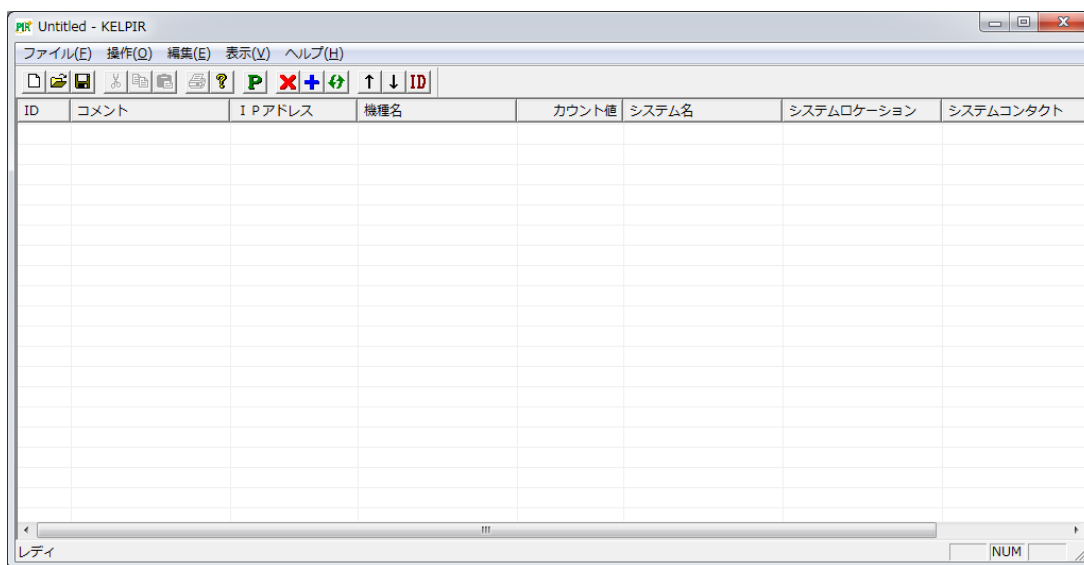 PIR Untitled - KELPIR
ファイル(F) 操作(O) 編集(E) 表示(V) ヘルプ(H)
P ID
ID コメント IPアドレス 機種名 カウント値 システム名 システムロケーション システムコンタクト
レディ NUM